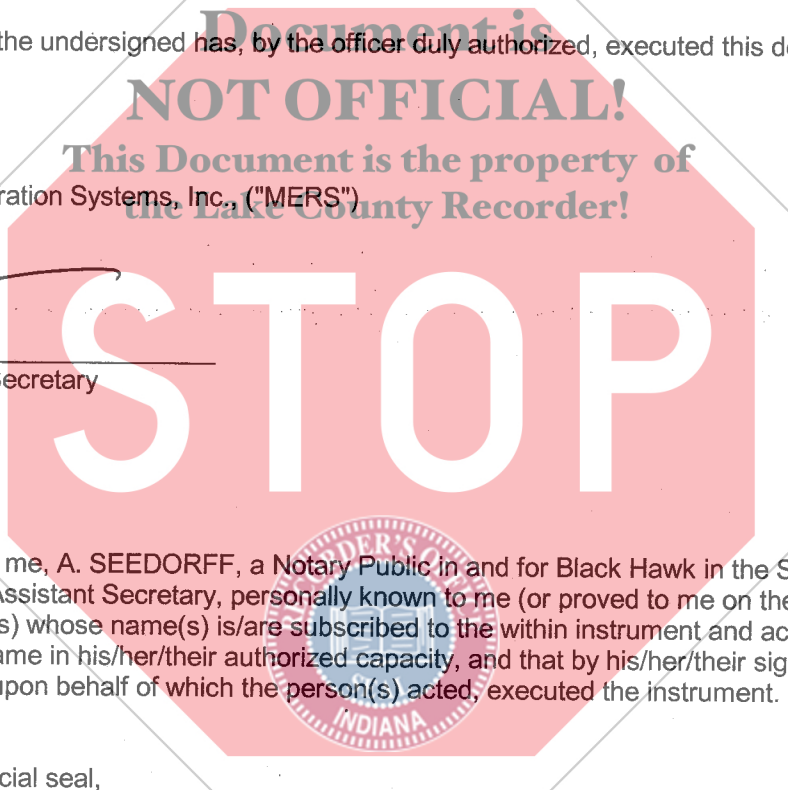 Document is
the undersigned has, by the officer duly authorized, executed this d
NOT OFFICIAL!
This Document is the property of
ration Systems, Inc., ("MERS")
the Lake County Recorder!
STOP
ecretary
RECORDER'S OFFICE
me, A. SEEDORFF, a Notary Public in and for Black Hawk in the S
Assistant Secretary, personally known to me (or proved to me on the
s) whose name(s) is/are subscribed to the within instrument and ac
ame in his/her/their authorized capacity, and that by his/her/their sig
upon behalf of which the person(s) acted, executed the instrument.
SEAL
INDIANA
cial seal,